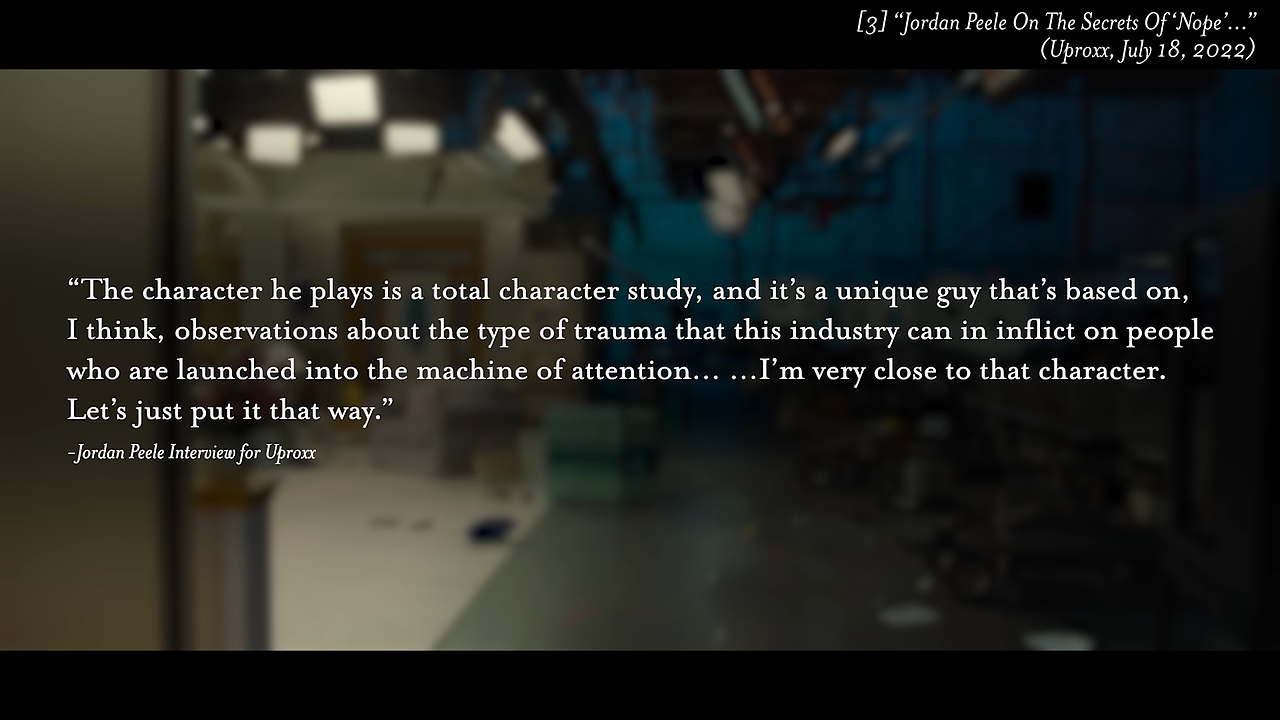 [3] “Jordan Peele On The Secrets Of ‘Nope’…”
(Uproxx, July 18, 2022)
“The character he plays is a total character study, and it’s a unique guy that’s based on,
I think, observations about the type of trauma that this industry can in inflict on people
who are launched into the machine of attention… …I’m very close to that character.
Let’s just put it that way.”
–Jordan Peele Interview for Uproxx